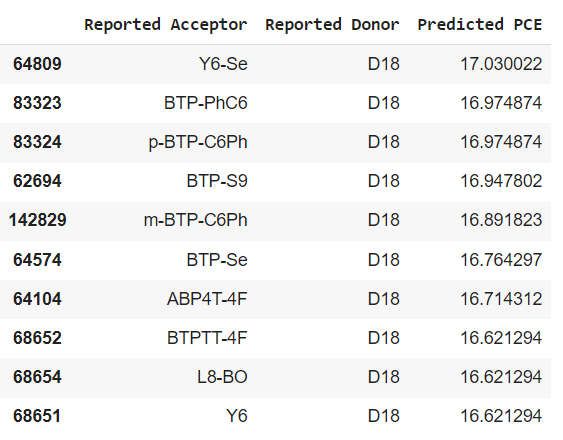 Reported Acceptor Reported Donor Predicted PCE
64809 Y6-Se D18 17.030022
83323 BTP-PhC6 D18 16.974874
83324 p-BTP-C6Ph D18 16.974874
62694 BTP-S9 D18 16.947802
142829 m-BTP-C6Ph D18 16.891823
64574 BTP-Se D18 16.764297
64104 ABP4T-4F D18 16.714312
68652 BTPTT-4F D18 16.621294
68654 L8-BO D18 16.621294
68651 Y6 D18 16.621294